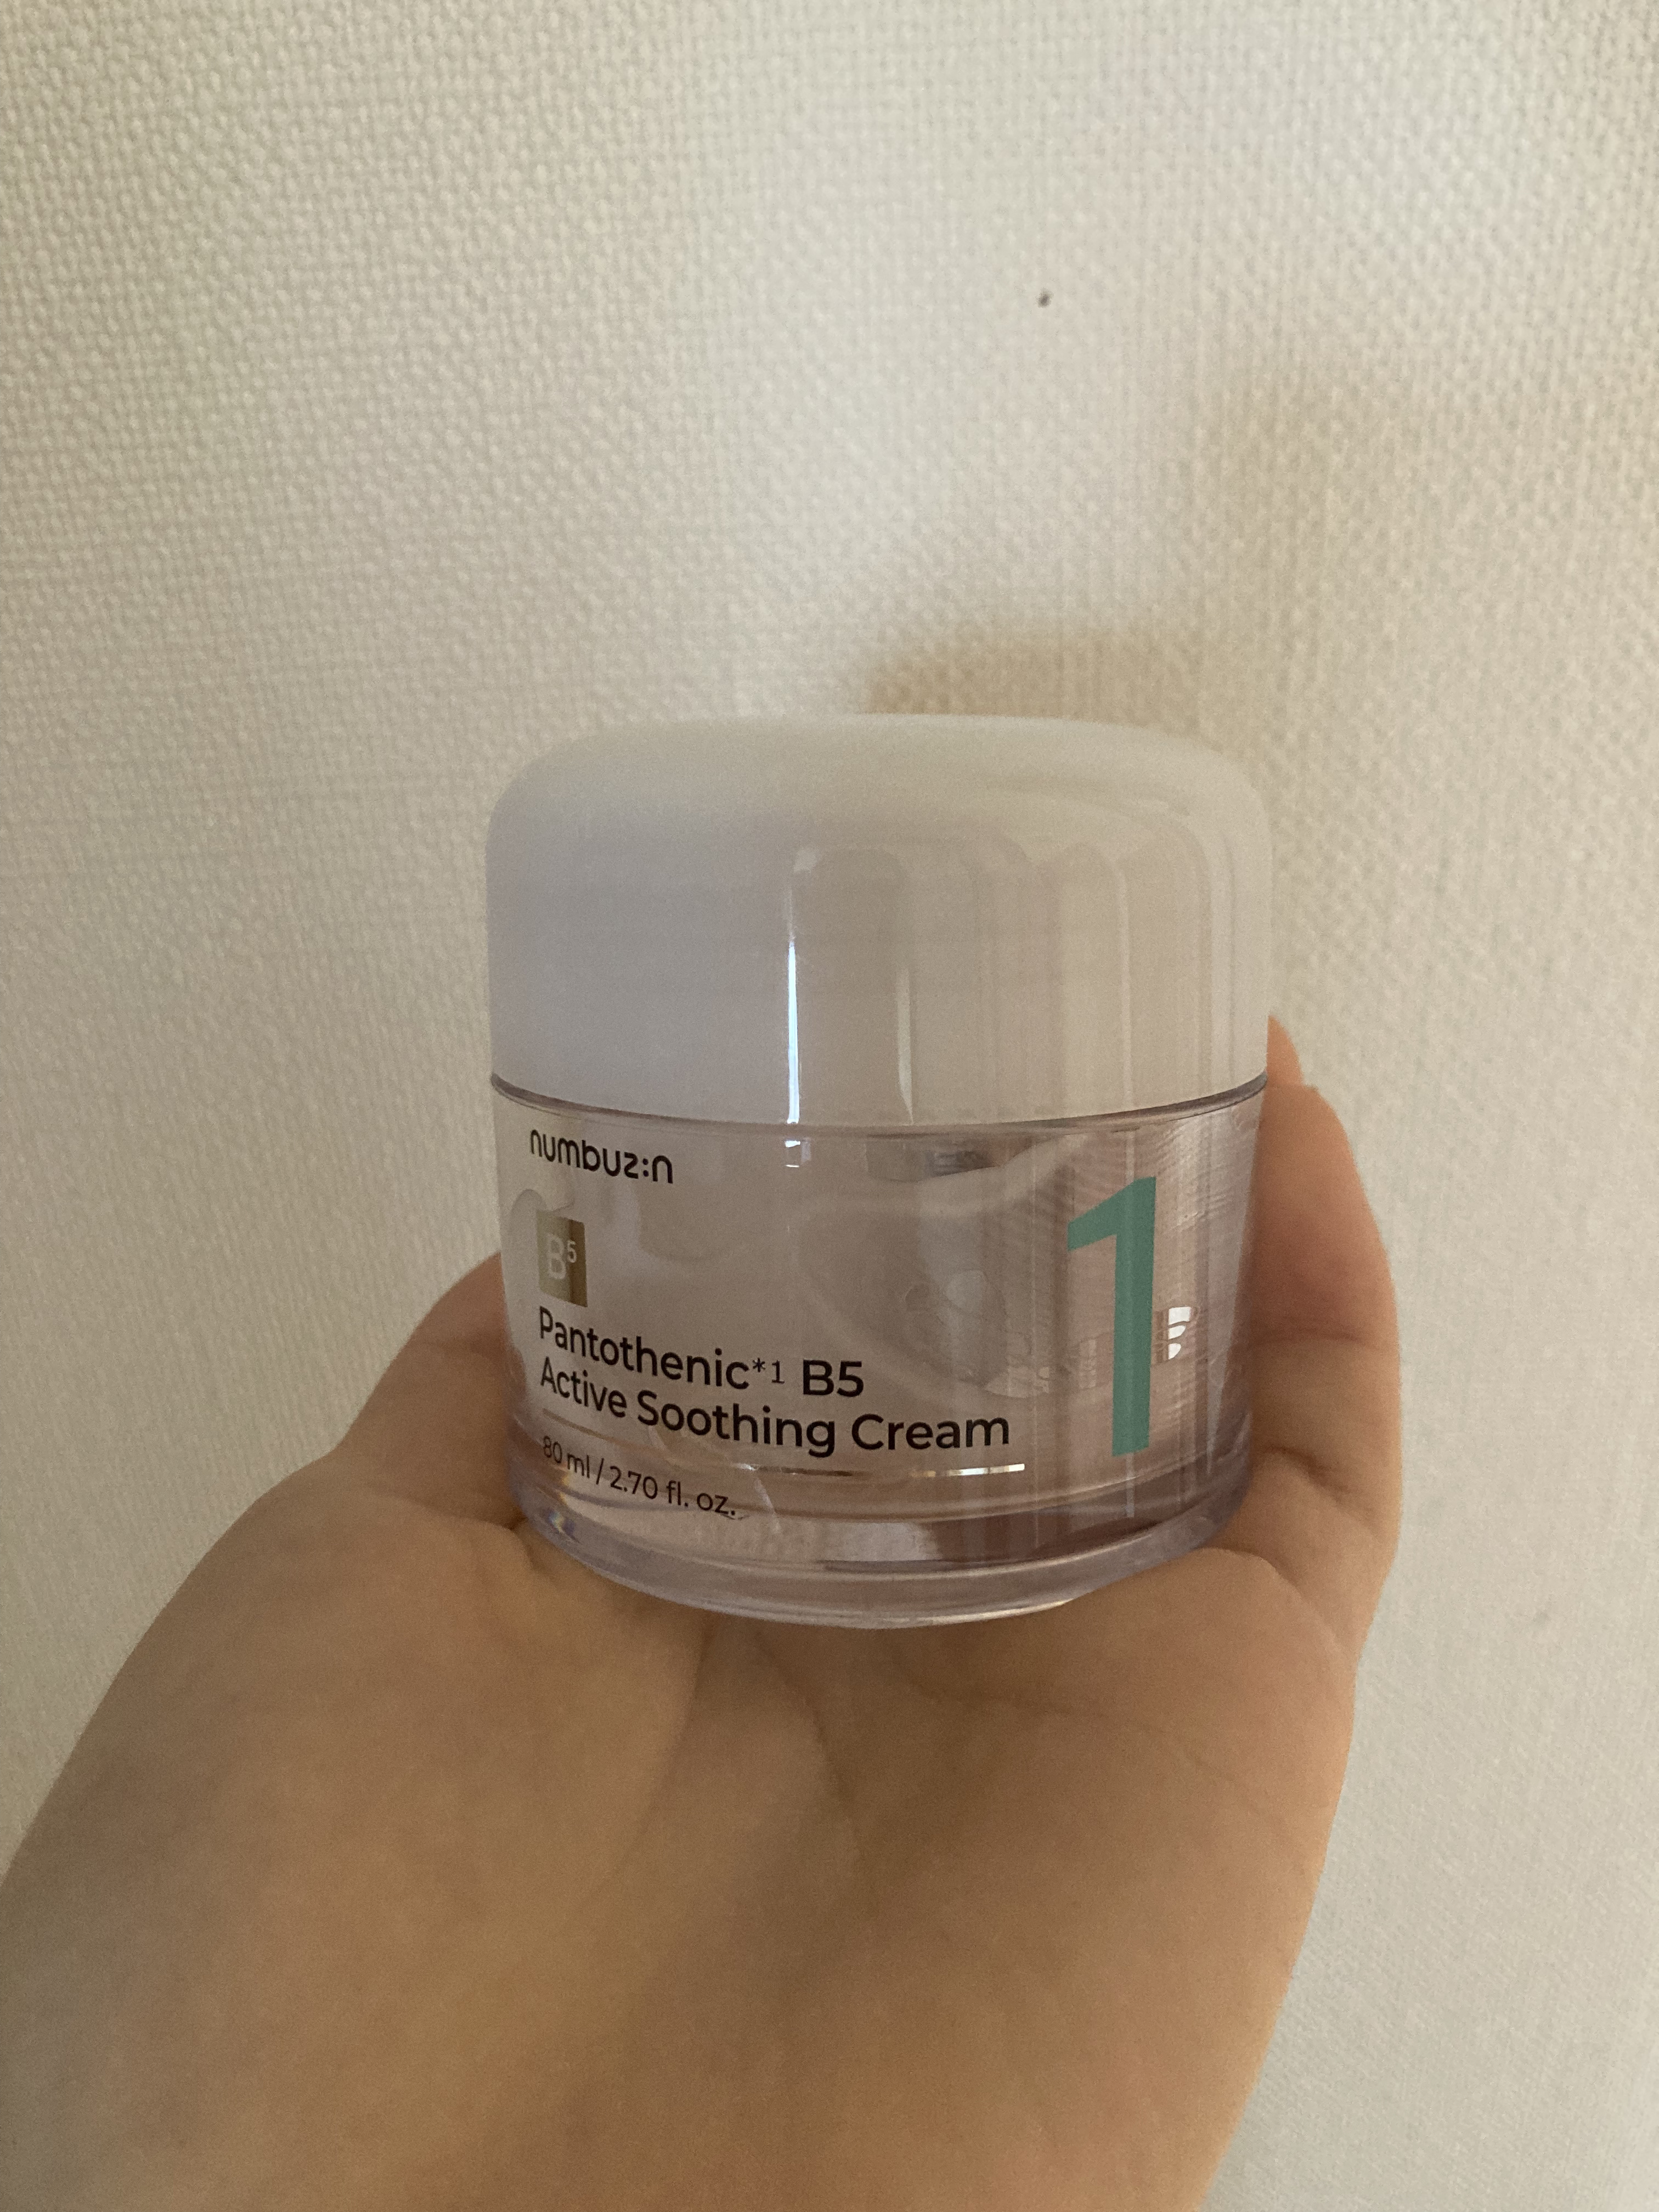 numbuz:n
B5
Pantothenic*1 B5
Active Soothing Cream
80 ml / 2.70 fl. oz.
1